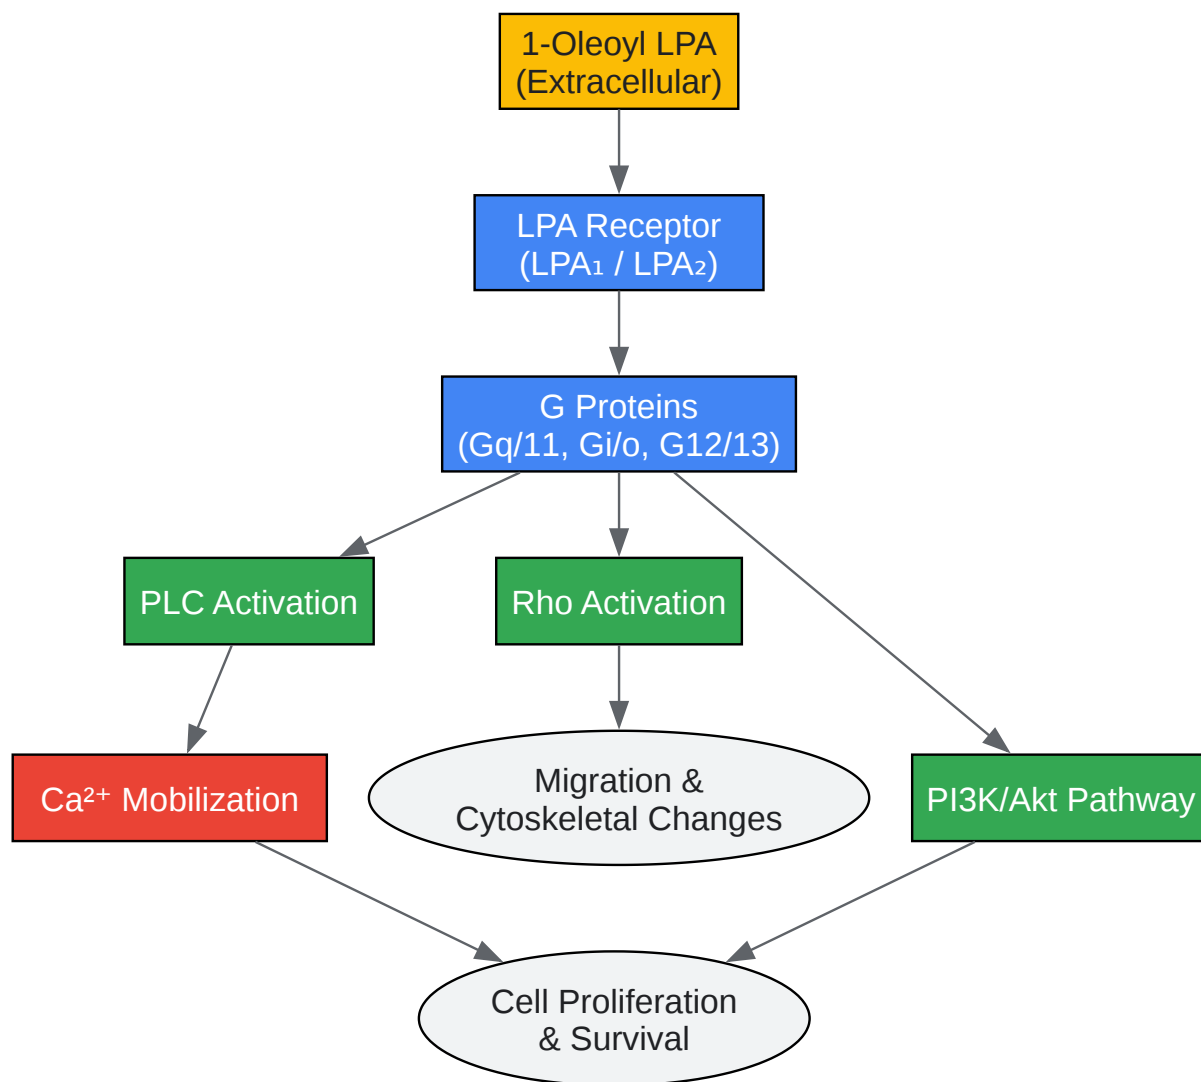 1-Oleoyl LPA
(Extracellular)
LPA Receptor
(LPA₁ / LPA₂)
G Proteins
(Gq/11, Gi/o, G12/13)
PLC Activation
Rho Activation
Ca²⁺ Mobilization
Migration &
Cytoskeletal Changes
PI3K/Akt Pathway
Cell Proliferation
& Survival